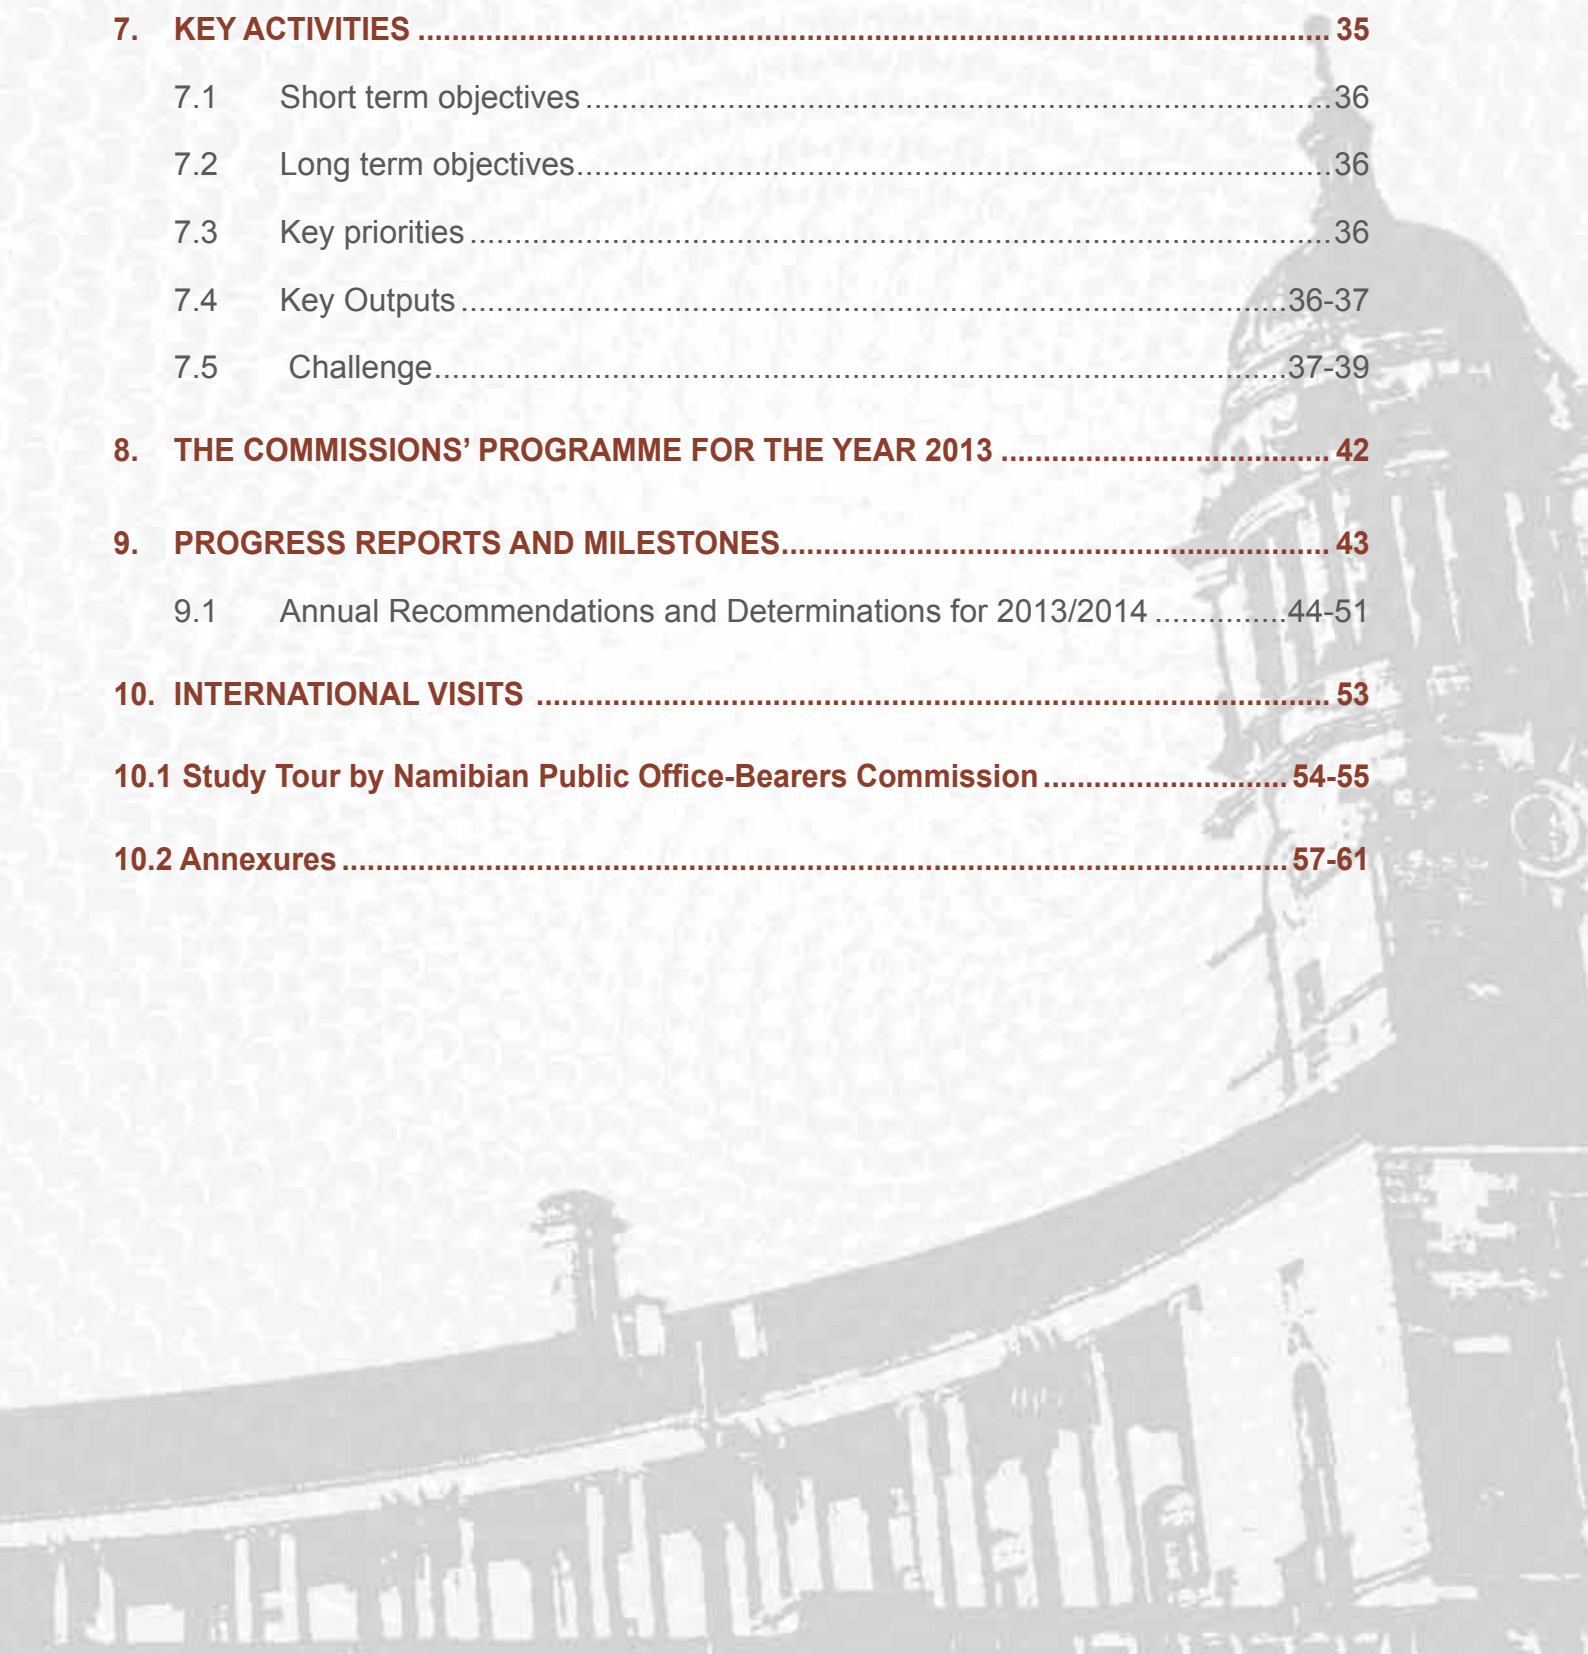 7. KEY ACTIVITIES ............................................................................................................ 35
7.1 Short term objectives ........................................................................................36
7.2 Long term objectives.........................................................................................36
7.3 Key priorities ......................................................................................................36
7.4 Key Outputs .................................................................................................36-37
7.5 Challenge....................................................................................................37-39
8. THE COMMISSIONS’ PROGRAMME FOR THE YEAR 2013 ....................................... 42
9. PROGRESS REPORTS AND MILESTONES................................................................. 43
9.1 Annual Recommendations and Determinations for 2013/2014 ...............44-51
10. INTERNATIONAL VISITS .............................................................................................. 53
10.1 Study Tour by Namibian Public Office-Bearers Commission ............................. 54-55
10.2 Annexures ................................................................................................................ 57-61